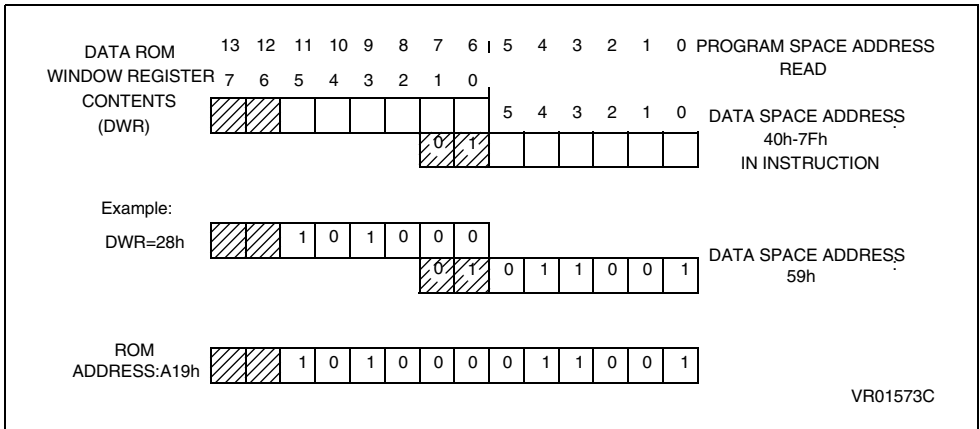 13 12 11 10 9 8 7 6 5 4 3 2 1 0 PROGRAM SPACE ADDRESS
READ
DATA ROM
WINDOW REGISTER 7 6 5 4 3 2 1 0
CONTENTS
(DWR)
5 4 3 2 1 0 DATA SPACE ADDRESS
0 1 40h-7Fh
IN INSTRUCTION
Example:
DWR=28h 1 0 1 0 0 0
0 1 0 1 1 0 0 1 DATA SPACE ADDRESS
59h
ROM
ADDRESS:A19h 1 0 1 0 0 0 0 1 1 0 0 1
VR01573C